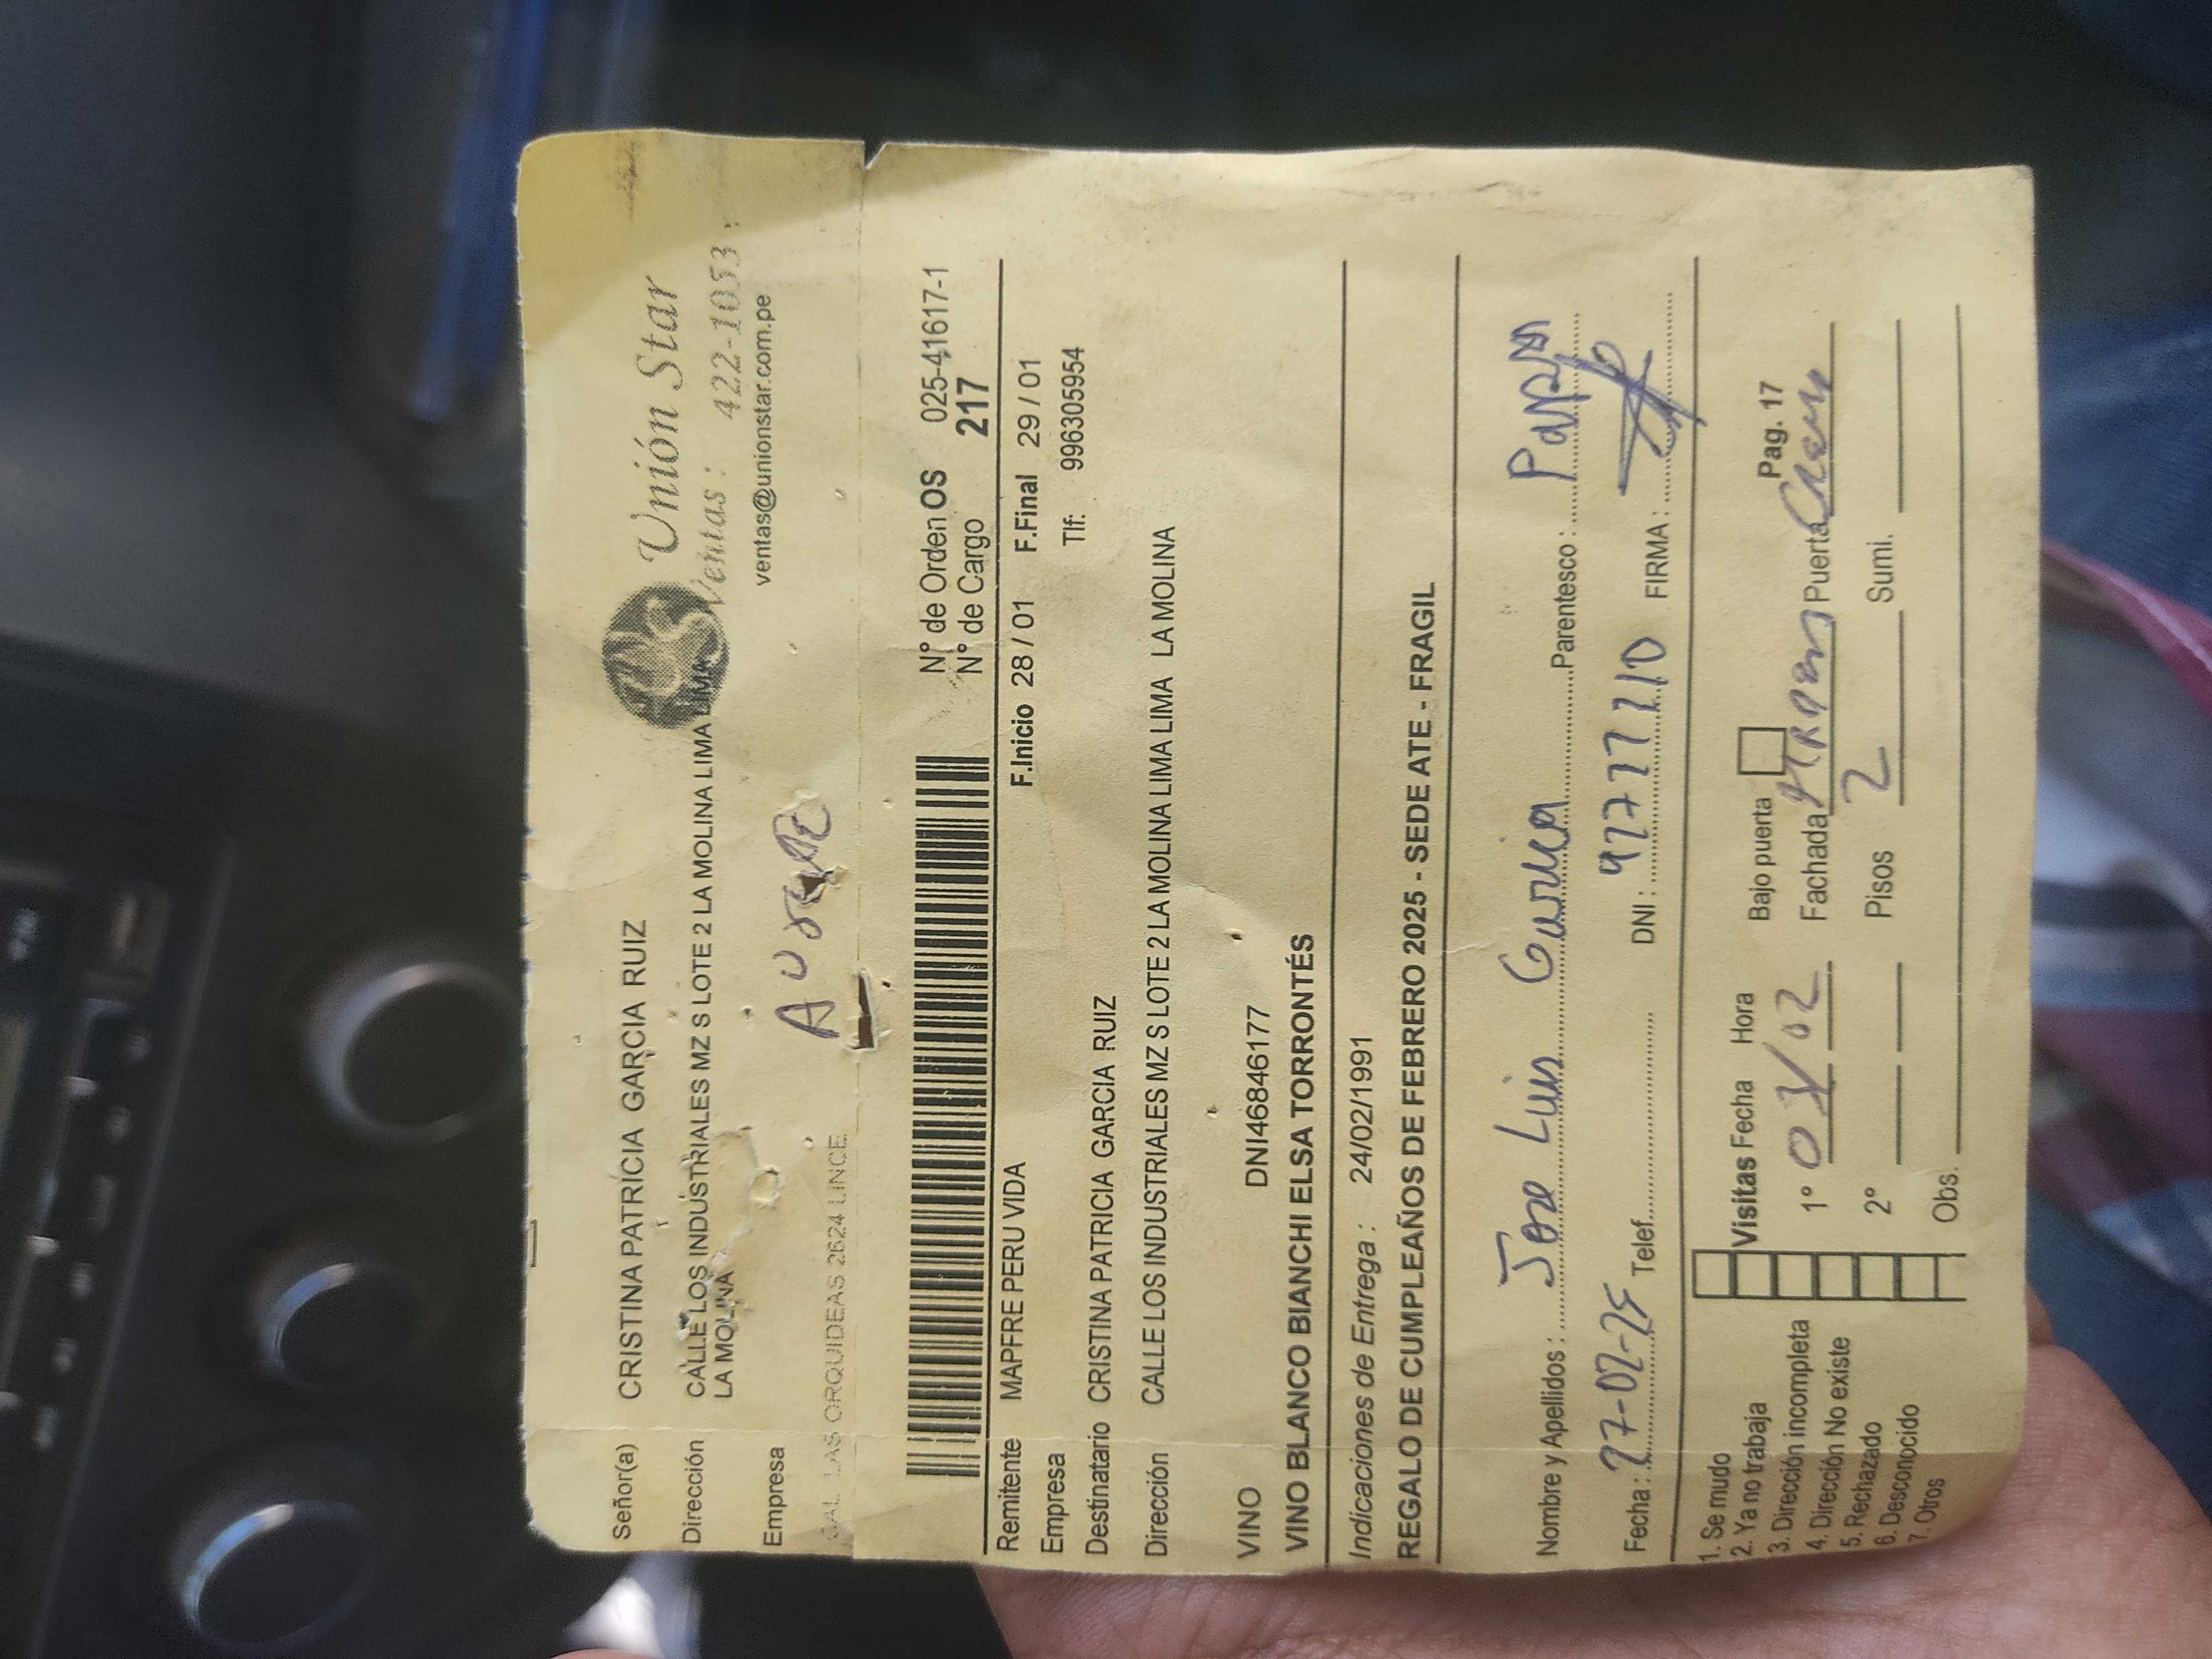 Unión Star
Ventas: 422-1053
ventas@unionstar.com.pe
Señor(a) CRISTINA PATRICIA GARCIA RUIZ
Dirección CALLE LOS INDUSTRIALES MZ S LOTE 2 LA MOLINA LIMA LIMA
LA MOLINA
Empresa
CAL. LAS ORQUIDEAS 2624 LINCE
Nº de Orden OS 025-41617-1
Nº de Cargo 217
F.Inicio 28 / 01 F.Final 29 / 01
Remitente MAPFRE PERU VIDA
Empresa Tlf: 996305954
Destinatario CRISTINA PATRICIA GARCIA RUIZ
Dirección CALLE LOS INDUSTRIALES MZ S LOTE 2 LA MOLINA LIMA LIMA LA MOLINA
VINO DNI46846177
VINO BLANCO BIANCHI ELSA TORRONTÉS
Indicaciones de Entrega : 24/02/1991
REGALO DE CUMPLEAÑOS DE FEBRERO 2025 - SEDE ATE - FRAGIL
Nombre y Apellidos : Jose Luis Garcia Parentesco :
Fecha : Telef. DNI : FIRMA :
1. Se mudo
2. Ya no trabaja
3. Dirección incompleta
4. Dirección No existe
5. Rechazado
6. Desconocido
7. Otros
Visitas Fecha Hora Bajo puerta Pag. 17
1º Fachada Puerta
2º Pisos 2 Sumi.
Obs.